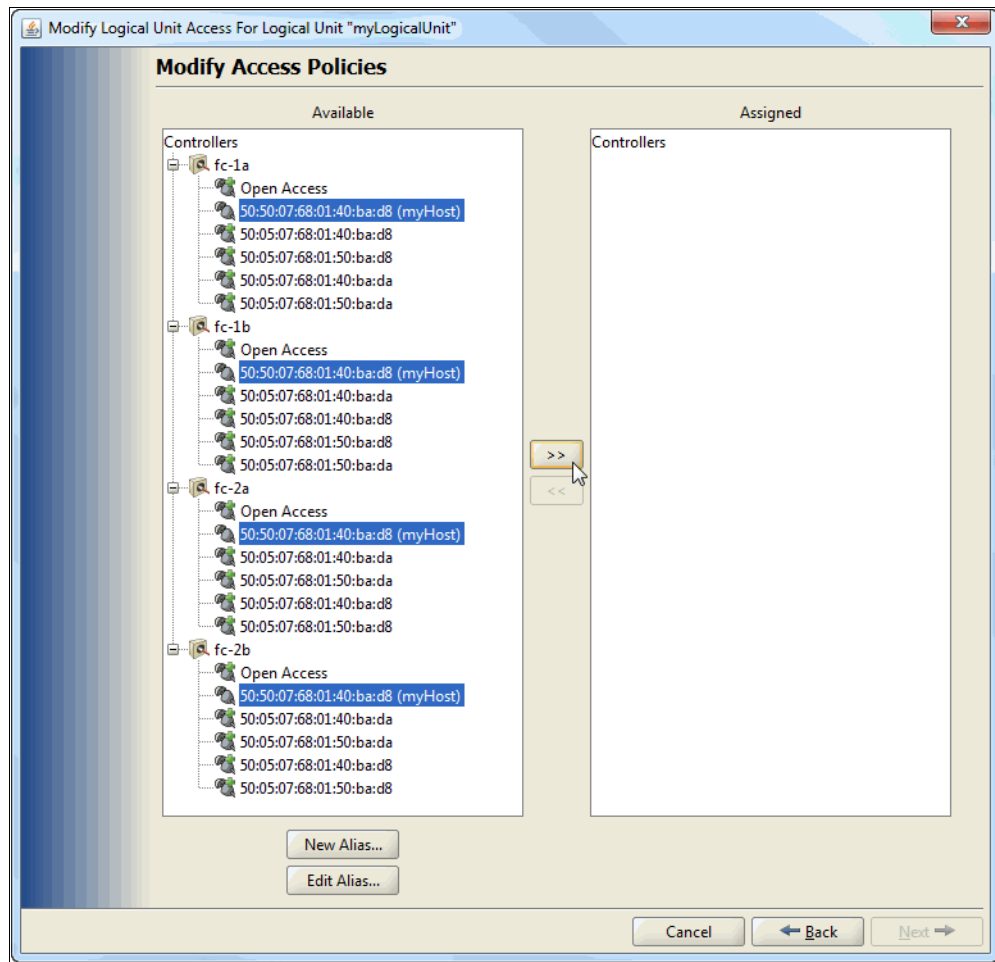 Modify Logical Unit Access For Logical Unit "myLogicalUnit"
Modify Access Policies
Available
Controllers
fc-1a
Open Access
50:50:07:68:01:40:ba:d8 (myHost)
50:05:07:68:01:40:ba:d8
50:05:07:68:01:50:ba:d8
50:05:07:68:01:40:ba:da
50:05:07:68:01:50:ba:da
fc-1b
Open Access
50:50:07:68:01:40:ba:d8 (myHost)
50:05:07:68:01:40:ba:da
50:05:07:68:01:40:ba:d8
50:05:07:68:01:50:ba:d8
50:05:07:68:01:50:ba:da
fc-2a
Open Access
50:50:07:68:01:40:ba:d8 (myHost)
50:05:07:68:01:40:ba:da
50:05:07:68:01:50:ba:da
50:05:07:68:01:40:ba:d8
50:05:07:68:01:50:ba:d8
fc-2b
Open Access
50:50:07:68:01:40:ba:d8 (myHost)
50:05:07:68:01:40:ba:da
50:05:07:68:01:50:ba:da
50:05:07:68:01:40:ba:d8
50:05:07:68:01:50:ba:d8
New Alias...
Edit Alias...
>>
<<
Assigned
Controllers
Cancel
Back
Next